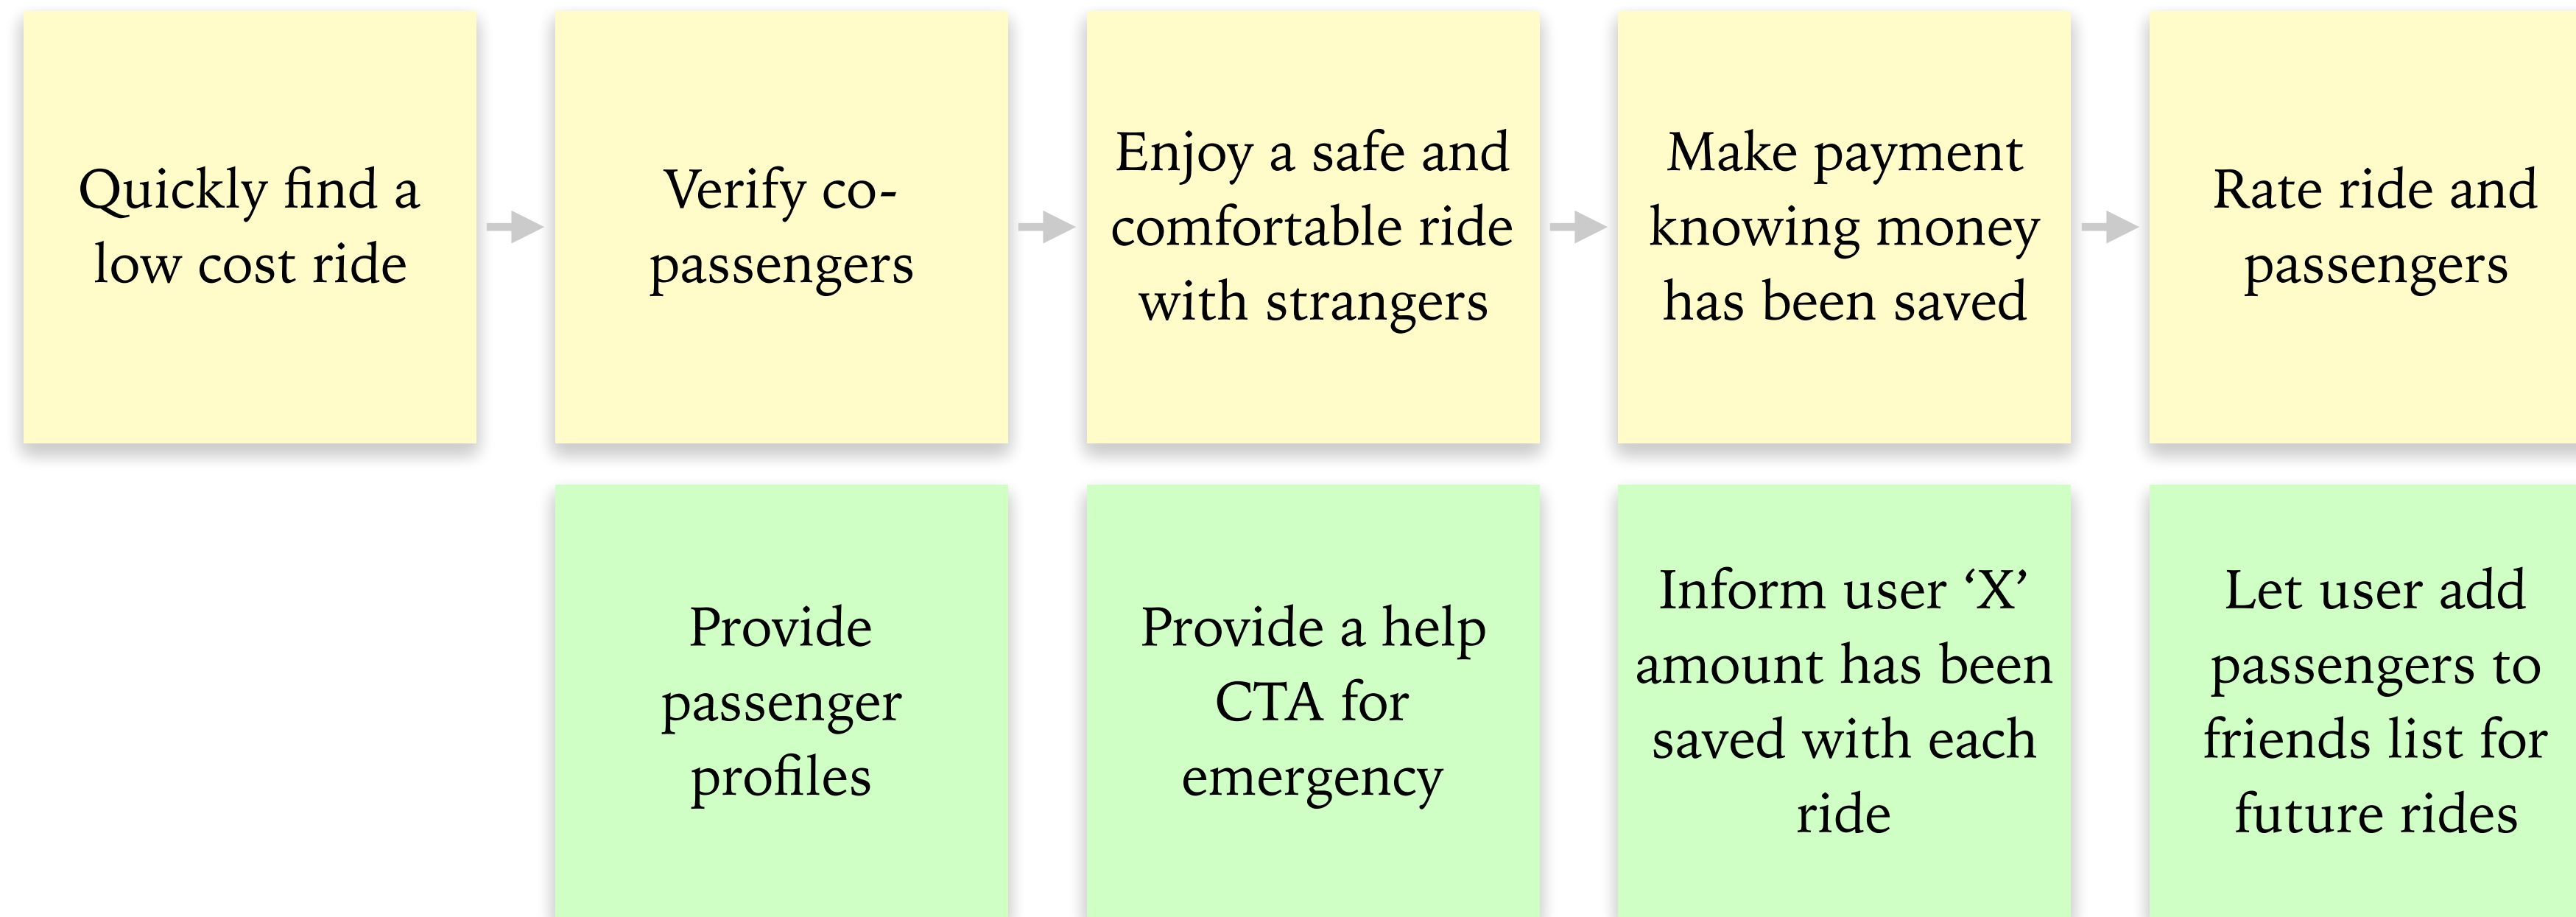 Quickly find a
low cost ride
Verify co-
passengers
Enjoy a safe and
comfortable ride
with strangers
Make payment
knowing money
has been saved
Rate ride and
passengers
Provide
passenger
profiles
Provide a help
CTA for
emergency
Inform user ‘X’
amount has been
saved with each
ride
Let user add
passengers to
friends list for
future rides